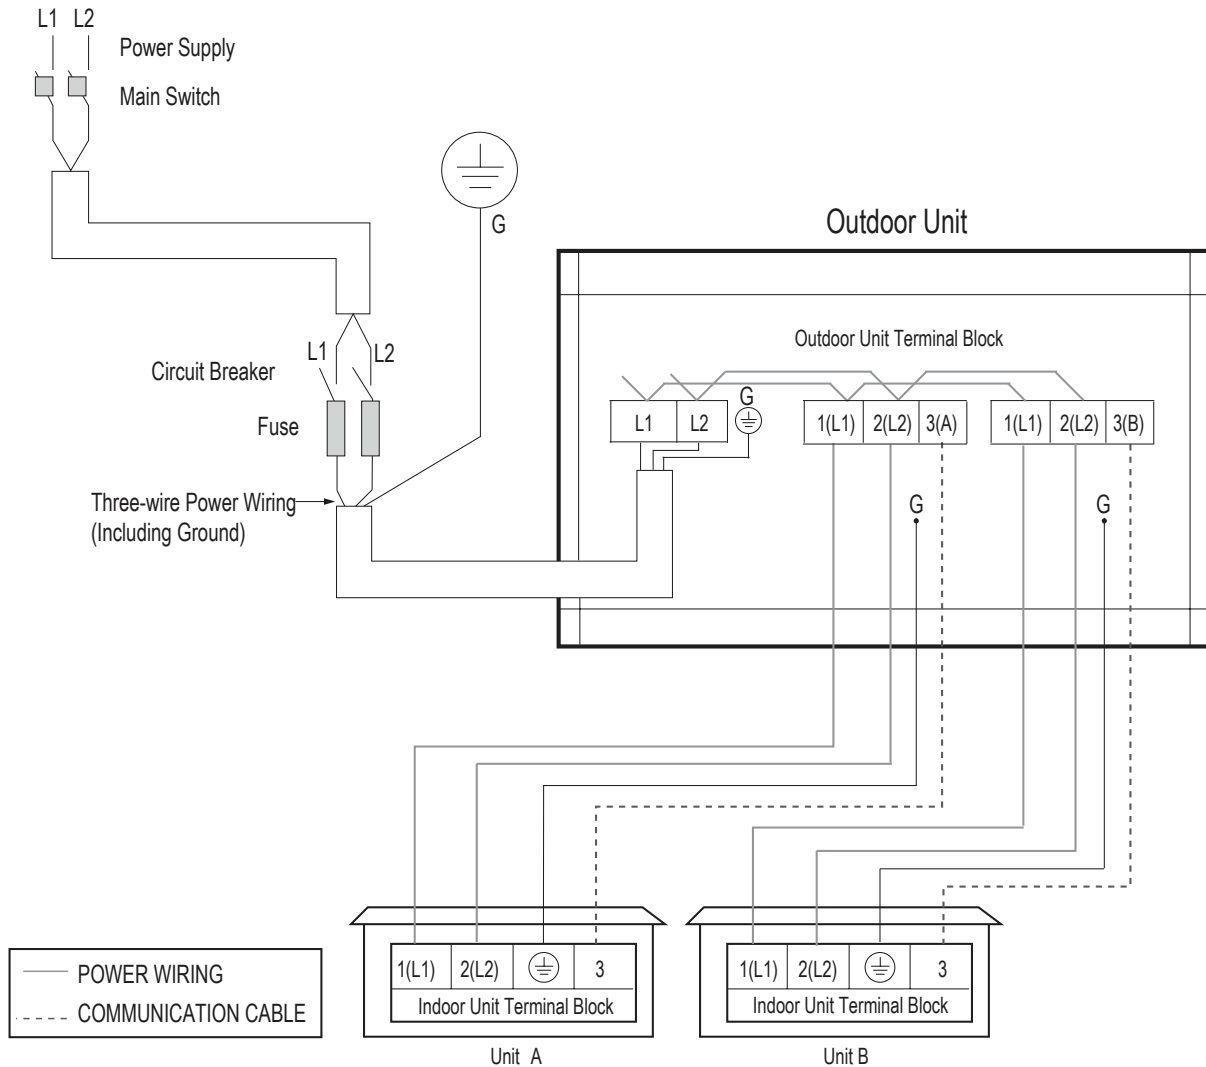 L1 L2
Power Supply
Main Switch
G
Outdoor Unit
Outdoor Unit Terminal Block
L1 L2
Circuit Breaker
Fuse
L1 L2 G 1(L1) 2(L2) 3(A) 1(L1) 2(L2) 3(B)
Three-wire Power Wiring
(Including Ground)
G G
1(L1) 2(L2) 3
Indoor Unit Terminal Block
Unit A
1(L1) 2(L2) 3
Indoor Unit Terminal Block
Unit B
POWER WIRING
COMMUNICATION CABLE